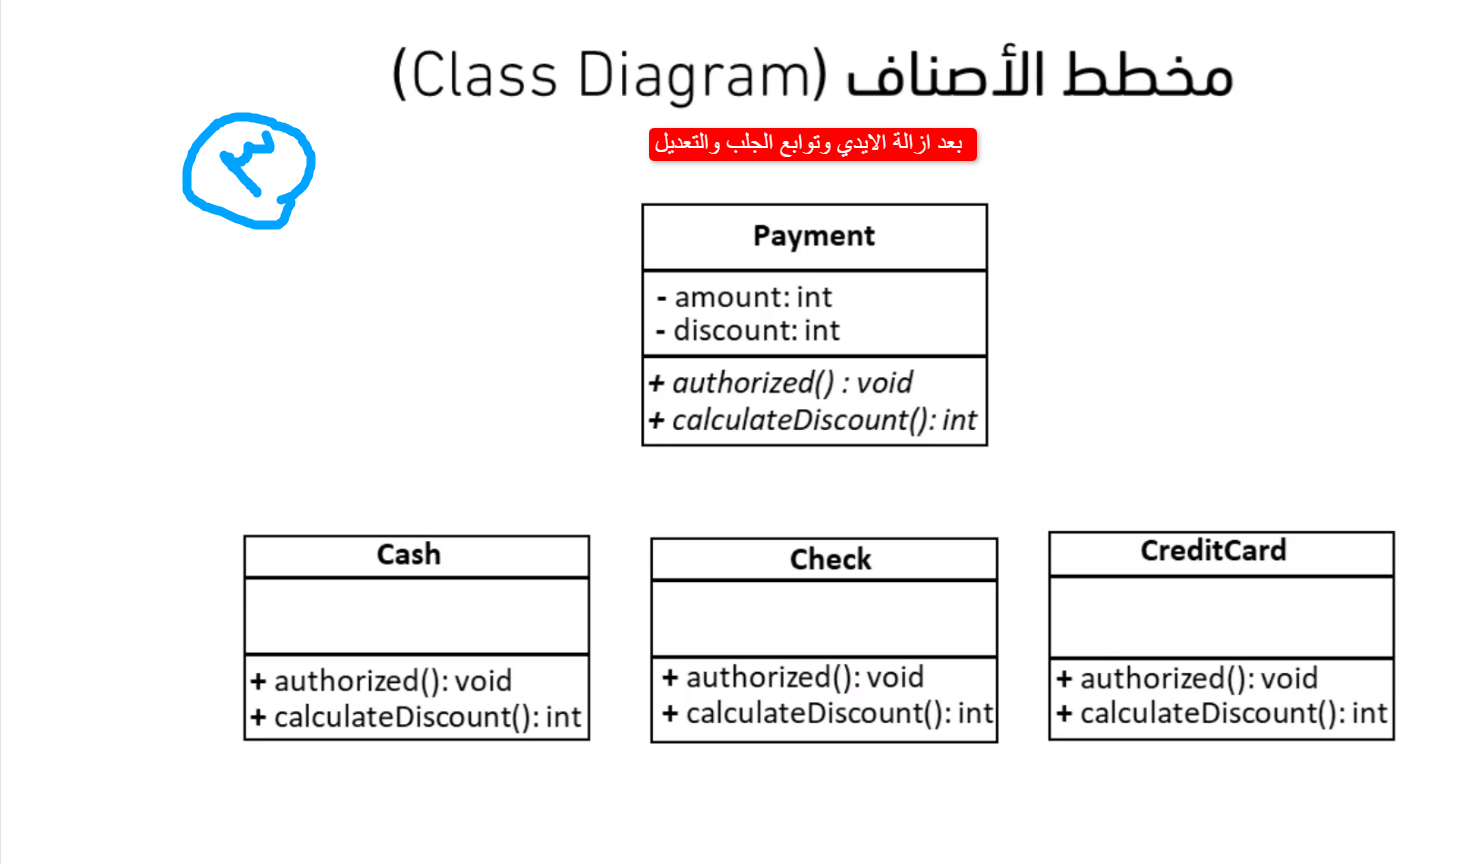 مخطط الأصناف (Class Diagram)
بعد ازالة الايدي وتوابع الجلب والتعديل
٣
Payment
- amount: int
- discount: int
+ authorized() : void
+ calculateDiscount(): int
Cash
+ authorized(): void
+ calculateDiscount(): int
Check
+ authorized(): void
+ calculateDiscount(): int
CreditCard
+ authorized(): void
+ calculateDiscount(): int